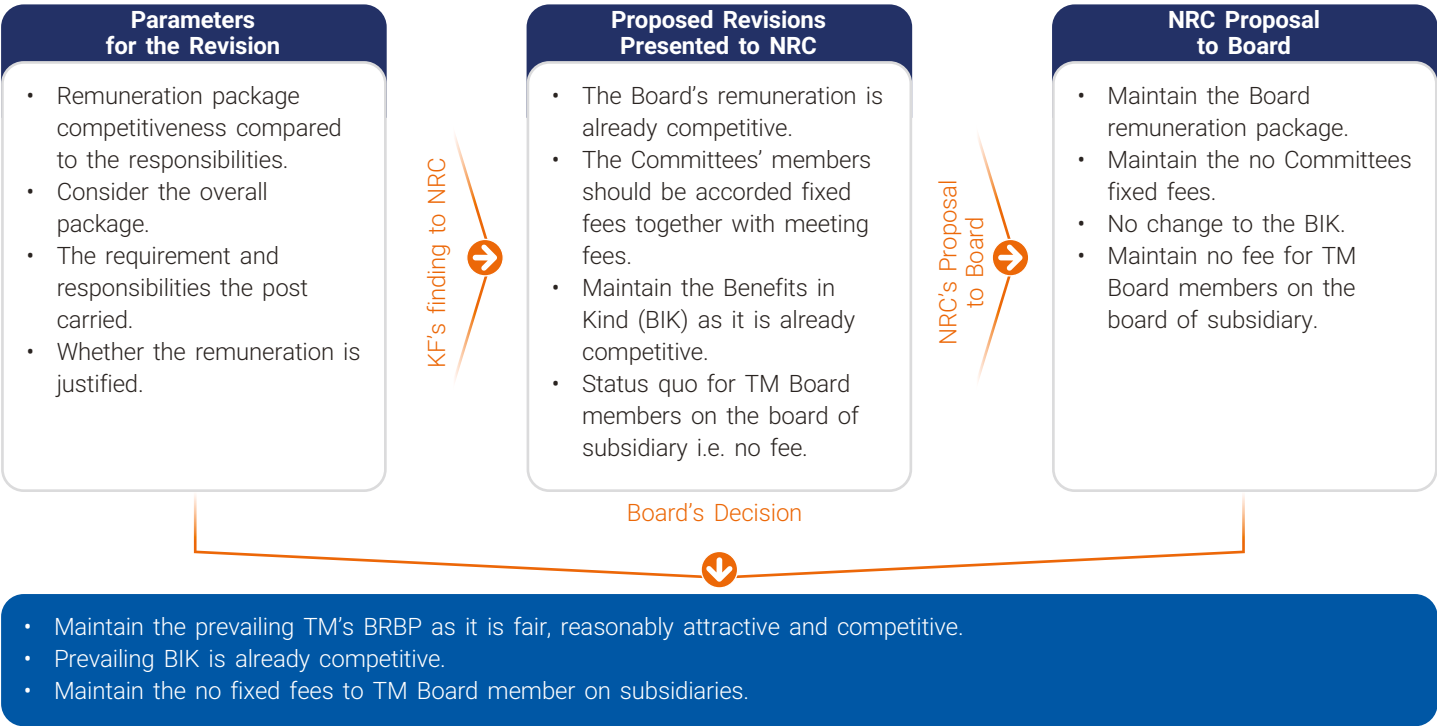 Parameters
for the Revision
• Remuneration package
competitiveness compared
to the responsibilities.
• Consider the overall
package.
• The requirement and
responsibilities the post
carried.
• Whether the remuneration is
justified.
KF's finding to NRC
Proposed Revisions
Presented to NRC
• The Board's remuneration is
already competitive.
• The Committees' members
should be accorded fixed
fees together with meeting
fees.
• Maintain the Benefits in
Kind (BIK) as it is already
competitive.
• Status quo for TM Board
members on the board of
subsidiary i.e. no fee.
NRC's Proposal
to Board
NRC Proposal
to Board
• Maintain the Board
remuneration package.
• Maintain the no Committees
fixed fees.
• No change to the BIK.
• Maintain no fee for TM
Board members on the
board of subsidiary.
Board's Decision
• Maintain the prevailing TM's BRBP as it is fair, reasonably attractive and competitive.
• Prevailing BIK is already competitive.
• Maintain the no fixed fees to TM Board member on subsidiaries.